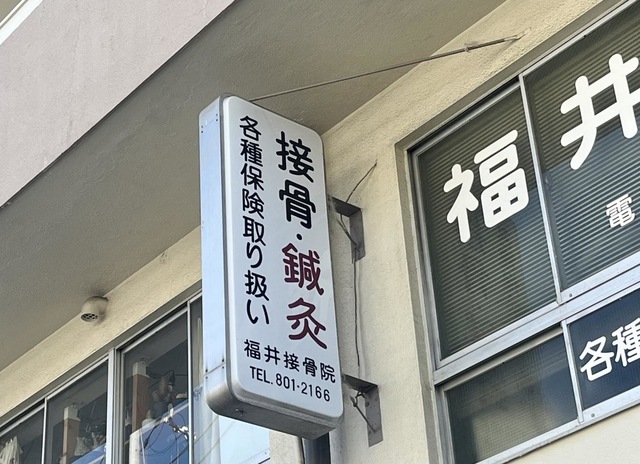 接骨・鍼灸
各種保険取り扱い
福井接骨院
TEL.801-2166
福井
電
各種